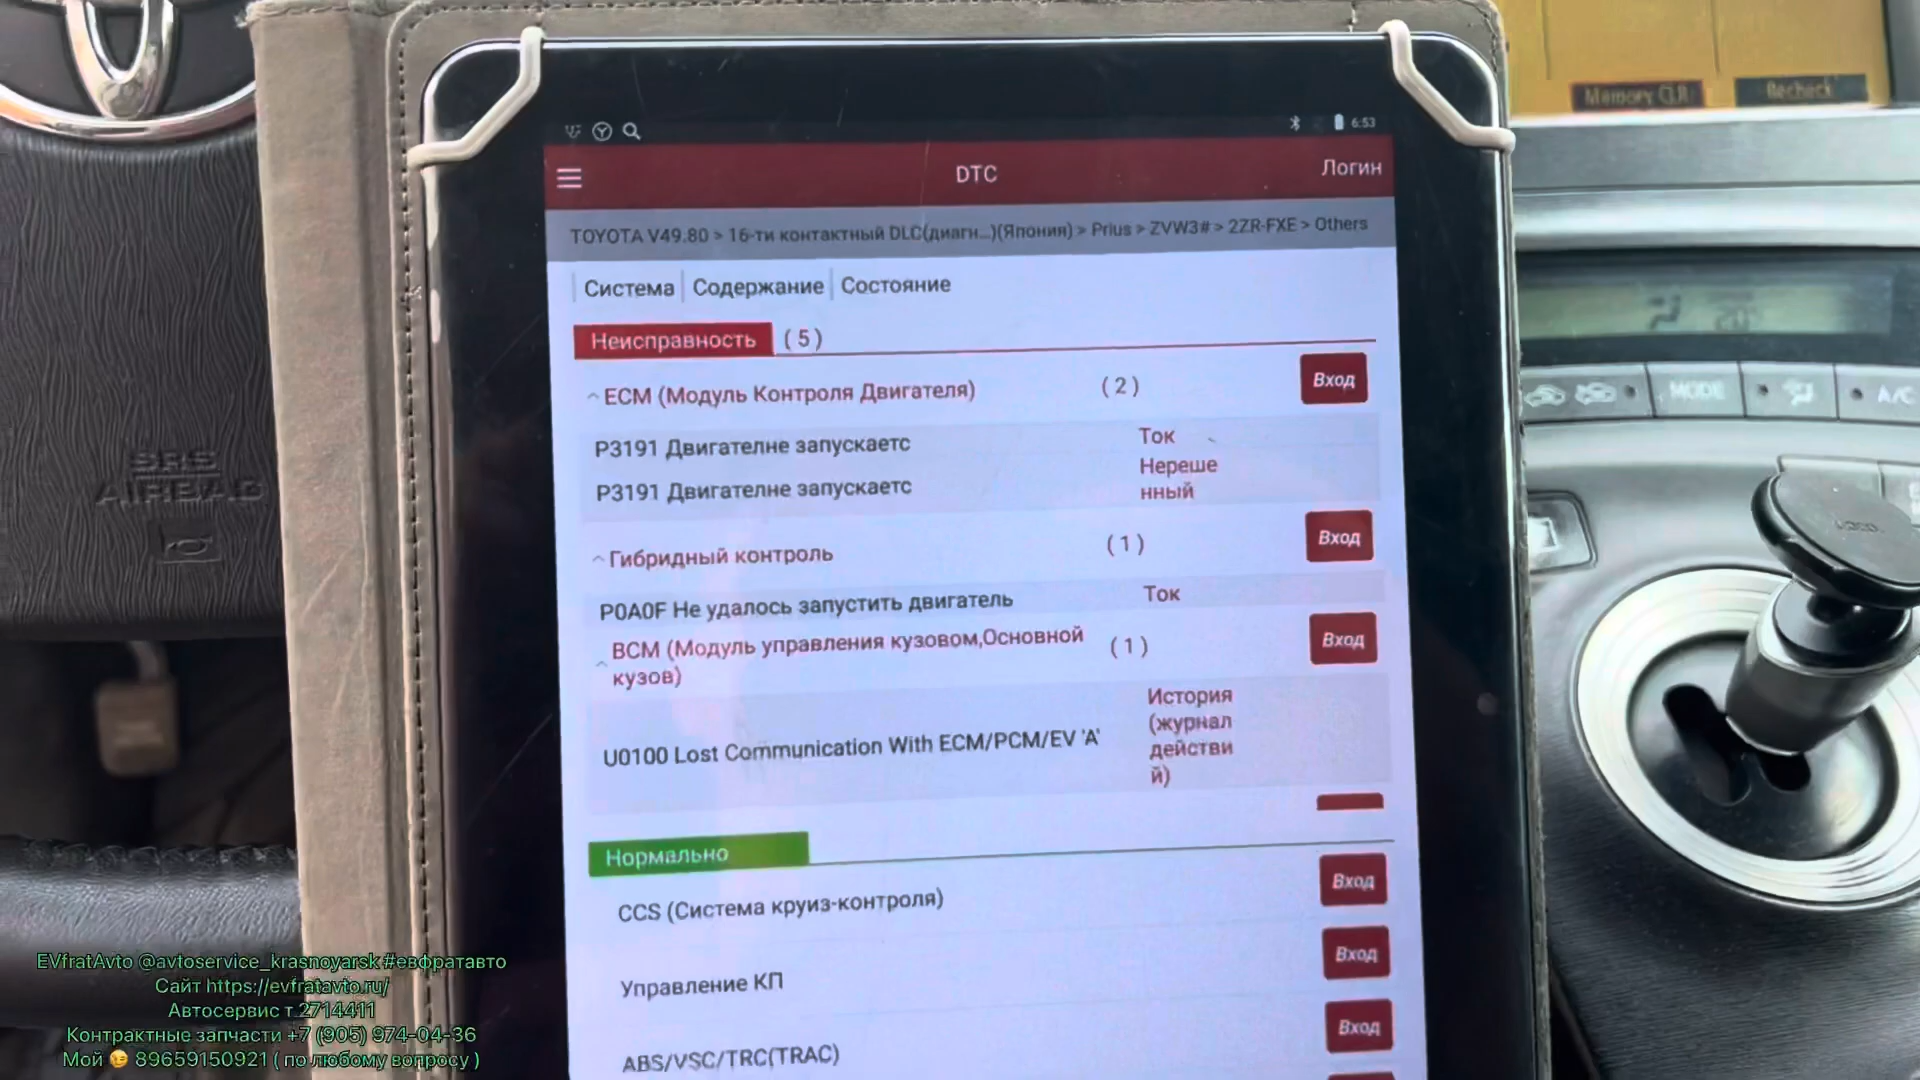 Memory CLR
Recheck
6:53
DTC
Логин
TOYOTA V49.80 > 16-ти контактный DLC(диагн...)(Япония) > Prius > ZVW3# > 2ZR-FXE > Others
Система
Содержание
Состояние
Неисправность
( 5 )
ECM (Модуль Контроля Двигателя)
( 2 )
Вход
P3191 Двигателне запускаетс
Ток
P3191 Двигателне запускаетс
Нереше
нный
Гибридный контроль
( 1 )
Вход
P0A0F Не удалось запустить двигатель
Ток
BCM (Модуль управления кузовом,Основной
кузов)
( 1 )
Вход
U0100 Lost Communication With ECM/PCM/EV 'A'
История
(журнал
действи
й)
Нормально
CCS (Система круиз-контроля)
Вход
Управление КП
Вход
ABS/VSC/TRC(TRAC)
Вход
SRS
AIRBAG
MODE
A/C
EVfratAvto @avtoservice_krasnoyarsk #евфратавто
Сайт https://evfratavto.ru/
Автосервис т.2714411
Контрактные запчасти +7 (905) 974-04-36
Мой 😉 89659150921 ( по любому вопросу )